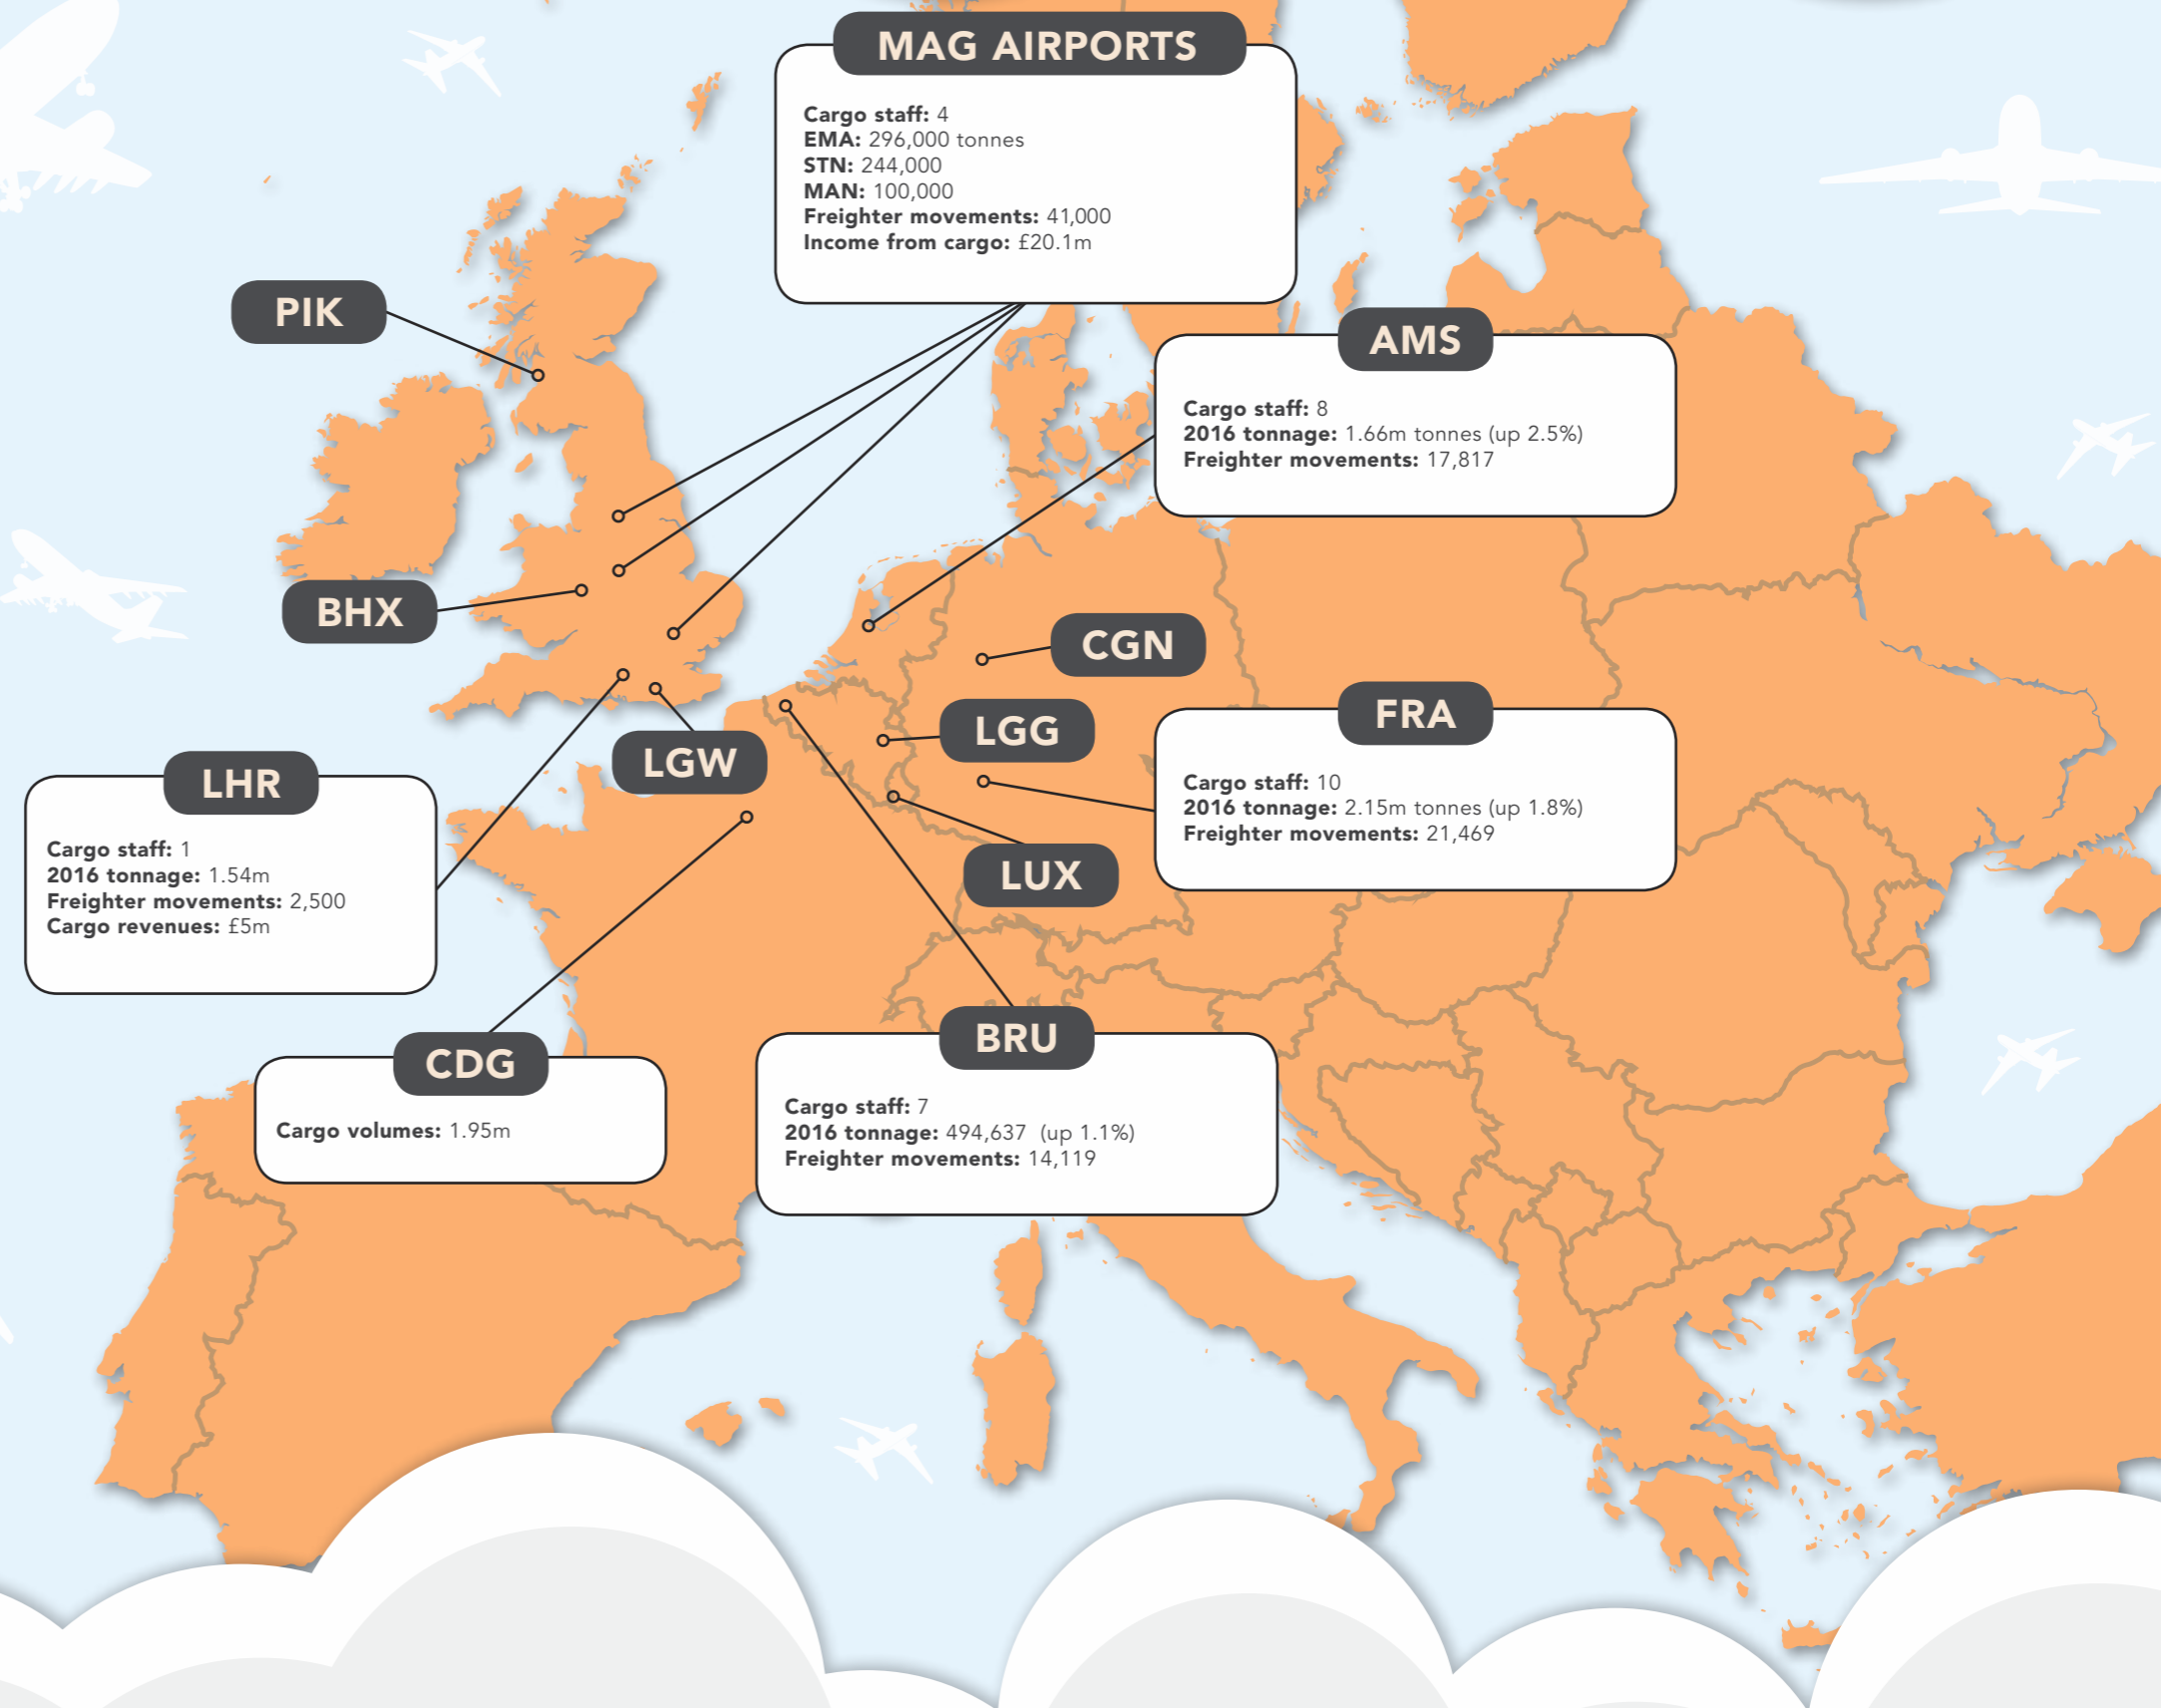 MAG AIRPORTS
Cargo staff: 4
EMA: 296,000 tonnes
STN: 244,000
MAN: 100,000
Freighter movements: 41,000
Income from cargo: £20.1m
PIK
AMS
Cargo staff: 8
2016 tonnage: 1.66m tonnes (up 2.5%)
Freighter movements: 17,817
BHX
CGN
LGG
FRA
Cargo staff: 10
2016 tonnage: 2.15m tonnes (up 1.8%)
Freighter movements: 21,469
LGW
LHR
Cargo staff: 1
2016 tonnage: 1.54m
Freighter movements: 2,500
Cargo revenues: £5m
LUX
CDG
Cargo volumes: 1.95m
BRU
Cargo staff: 7
2016 tonnage: 494,637 (up 1.1%)
Freighter movements: 14,119